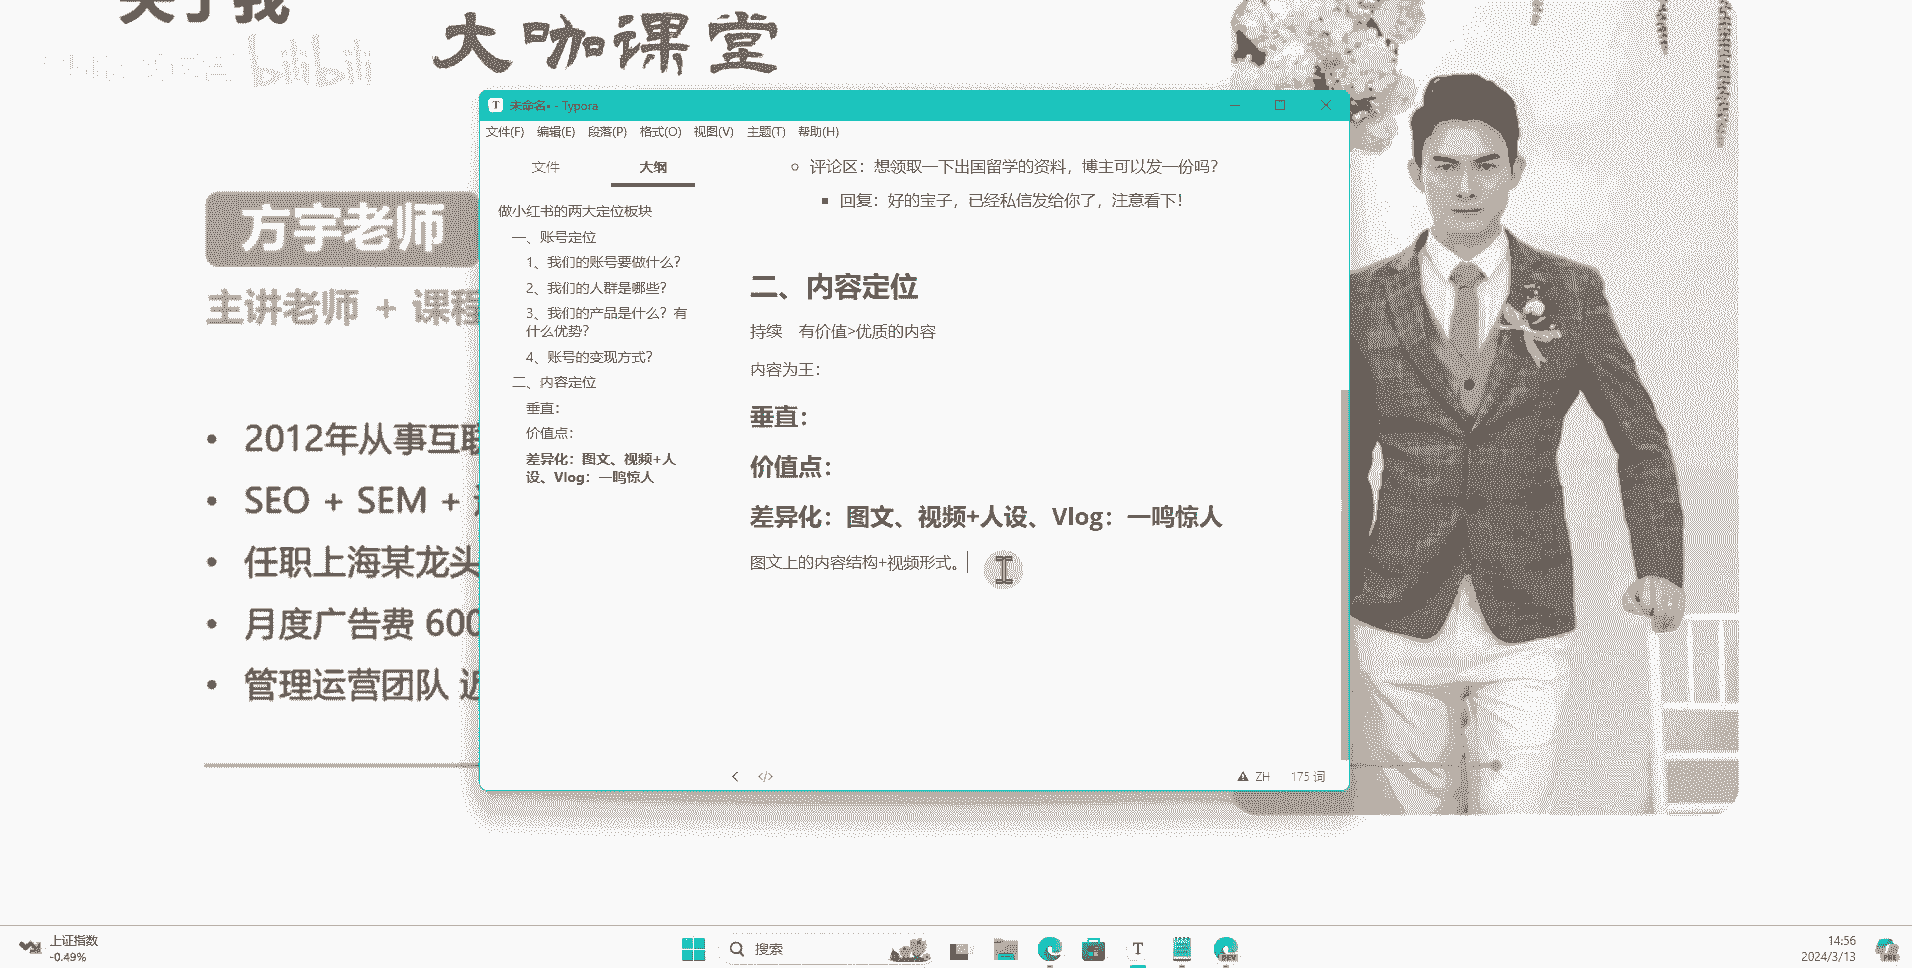 关于我
bilibili
大咖课堂
方宇老师
主讲老师 + 课程
2012年从事互联
SEO + SEM +
任职上海某龙头
月度广告费 600
管理运营团队 近
未命名• - Typora
文件(F) 编辑(E) 段落(P) 格式(O) 视图(V) 主题(T) 帮助(H)
文件 大纲
做小红书的两大定位板块
一、账号定位
1、我们的账号要做什么？
2、我们的人群是哪些？
3、我们的产品是什么？有
什么优势？
4、账号的变现方式？
二、内容定位
垂直：
价值点：
差异化：图文、视频+人
设、Vlog：一鸣惊人
评论区：想领取一下出国留学的资料，博主可以发一份吗？
回复：好的宝子，已经私信发给你了，注意看下！
二、内容定位
持续 有价值>优质的内容
内容为王：
垂直：
价值点：
差异化：图文、视频+人设、Vlog：一鸣惊人
图文上的内容结构+视频形式。
ZH 175 词
上证指数
-0.49%
搜索
14:56
2024/3/13